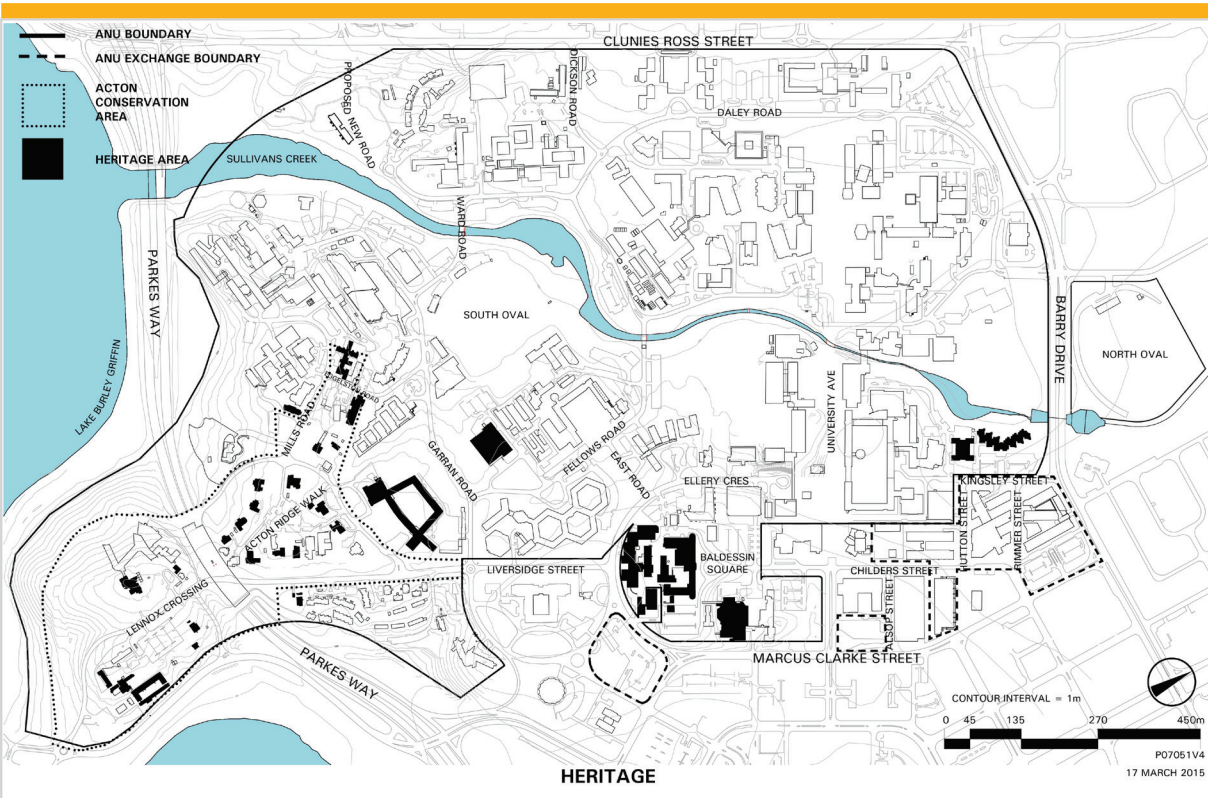 ANU BOUNDARY
ANU EXCHANGE BOUNDARY
ACTON
CONSERVATION
AREA
HERITAGE AREA
CLUNIES ROSS STREET
PROPOSED NEW ROAD
DICKSON ROAD
DALEY ROAD
SULLIVANS CREEK
WARD ROAD
PARKES WAY
LAKE BURLEY GRIFFIN
SOUTH OVAL
NORTH OVAL
BARRY DRIVE
UNIVERSITY AVE
MILLS ROAD
GARRAN ROAD
FELLOWS ROAD
EAST ROAD
ELLERY CRES
KINGSLEY STREET
HUTTON STREET
RIMMER STREET
ACTON RIDGE WALK
LENNOX CROSSING
LIVERSIDGE STREET
BALDESSIN
SQUARE
CHILDERS STREET
ALSOP STREET
MARCUS CLARKE STREET
PARKES WAY
CONTOUR INTERVAL = 1m
0 45 135 270 450m
P07051V4
17 MARCH 2015
HERITAGE